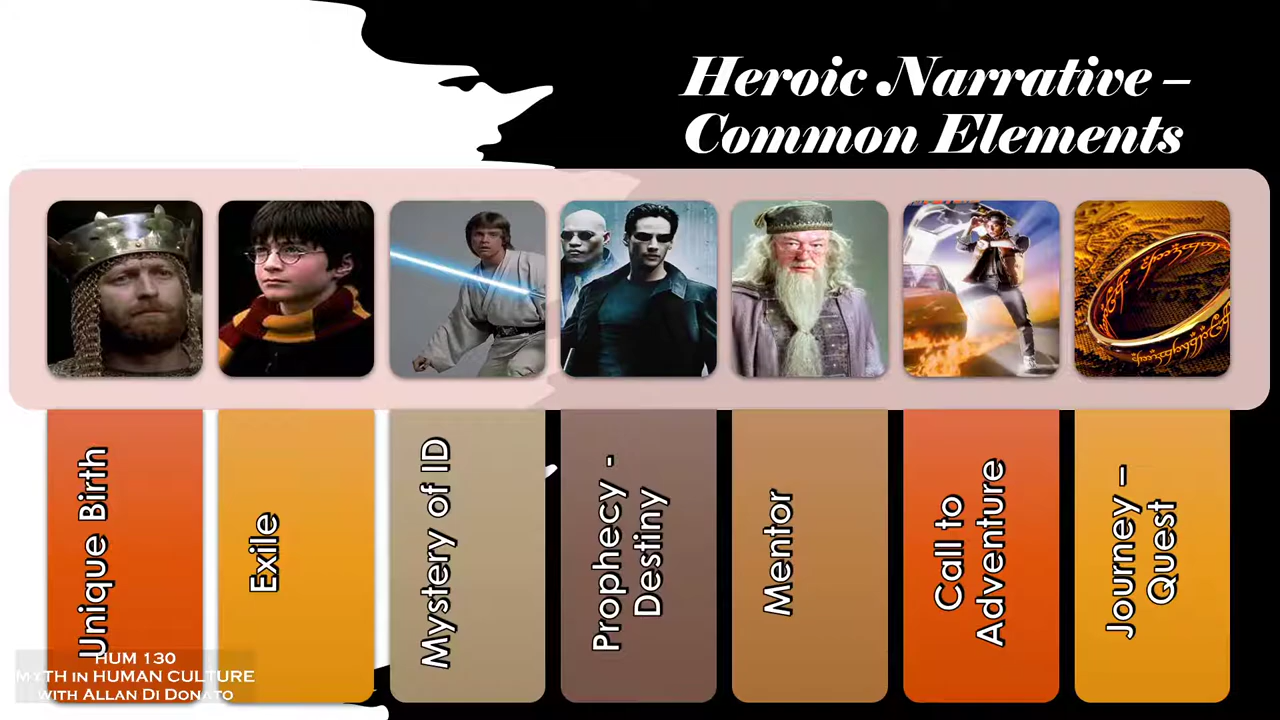 Heroic Narrative –
Common Elements
Unique Birth
Exile
Mystery of ID
Prophecy -
Destiny
Mentor
Call to
Adventure
Journey –
Quest
HUM 130
MYTH in HUMAN CULTURE
with Allan Di Donato